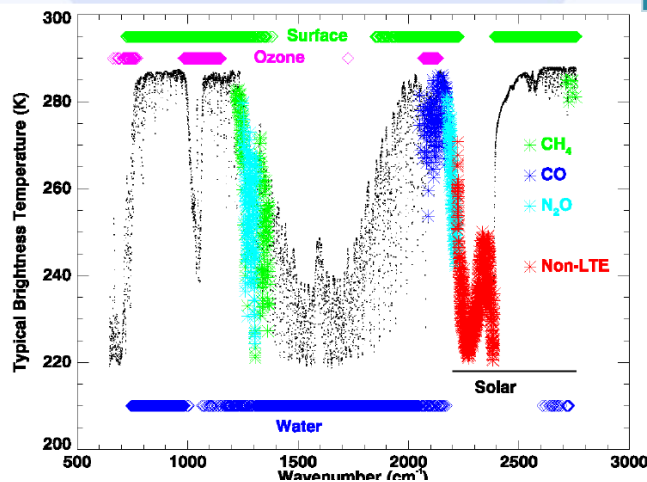 300
Surface
Ozone
280
CH4
CO
260
N2O
Non-LTE
240
220
Solar
Water
200
500
1000
1500
2000
2500
3000
Wavenumber (cm-1)
Typical Brightness Temperature (K)